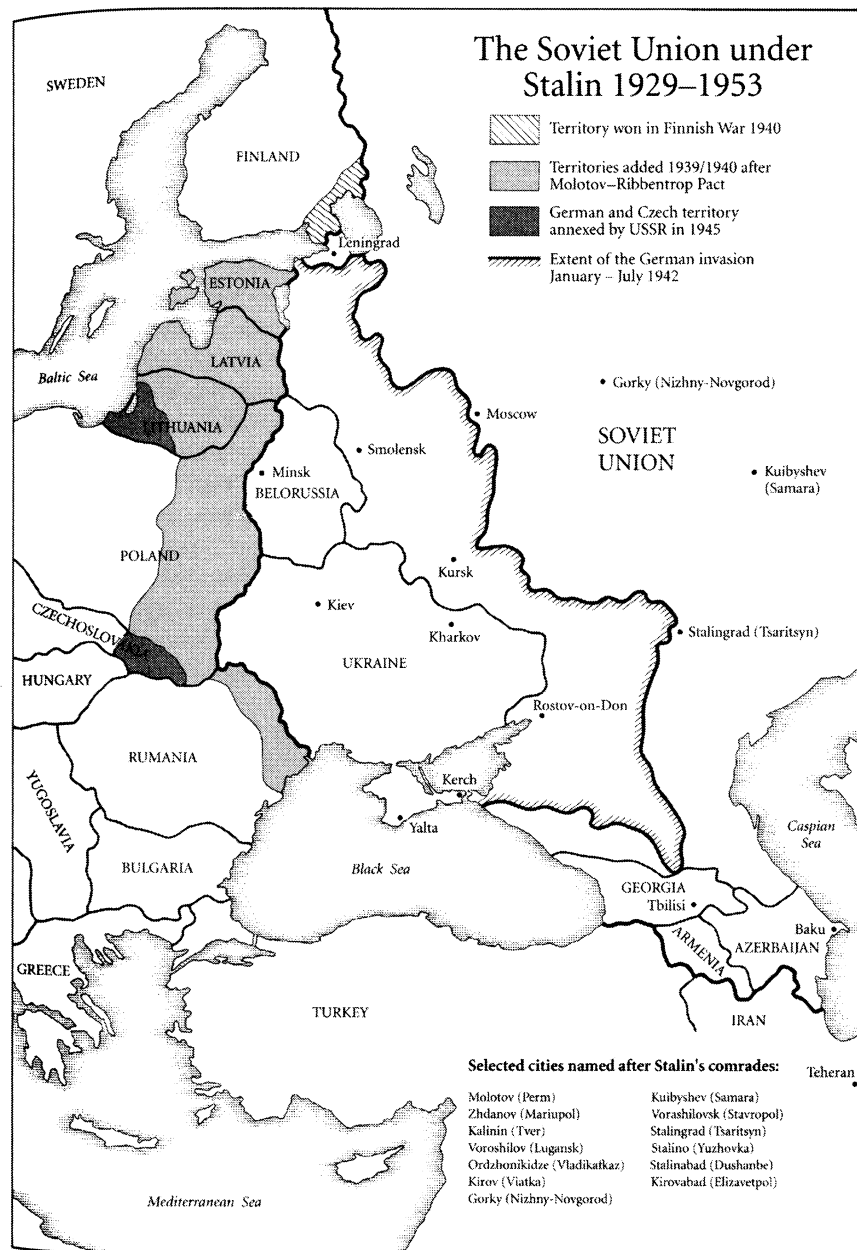 The Soviet Union under
Stalin 1929–1953
Territory won in Finnish War 1940
Territories added 1939/1940 after
Molotov–Ribbentrop Pact
German and Czech territory
annexed by USSR in 1945
Extent of the German invasion
January – July 1942
SWEDEN
FINLAND
Leningrad
ESTONIA
LATVIA
Baltic Sea
LITHUANIA
Gorky (Nizhny-Novgorod)
Moscow
SOVIET
UNION
Smolensk
Kuibyshev
(Samara)
Minsk
BELORUSSIA
POLAND
Kursk
Kiev
Kharkov
CZECHOSLOVAKIA
Stalingrad (Tsaritsyn)
HUNGARY
UKRAINE
Rostov-on-Don
RUMANIA
YUGOSLAVIA
Kerch
Yalta
Caspian
Sea
BULGARIA
Black Sea
GEORGIA
Tbilisi
Baku
AZERBAIJAN
ARMENIA
GREECE
TURKEY
IRAN
Teheran
Mediterranean Sea
Selected cities named after Stalin's comrades:
Molotov (Perm)
Zhdanov (Mariupol)
Kalinin (Tver)
Voroshilov (Lugansk)
Ordzhonikidze (Vladikafkaz)
Kirov (Viatka)
Gorky (Nizhny-Novgorod)
Kuibyshev (Samara)
Vorashilovsk (Stavropol)
Stalingrad (Tsaritsyn)
Stalino (Yuzhovka)
Stalinabad (Dushanbe)
Kirovabad (Elizavetpol)